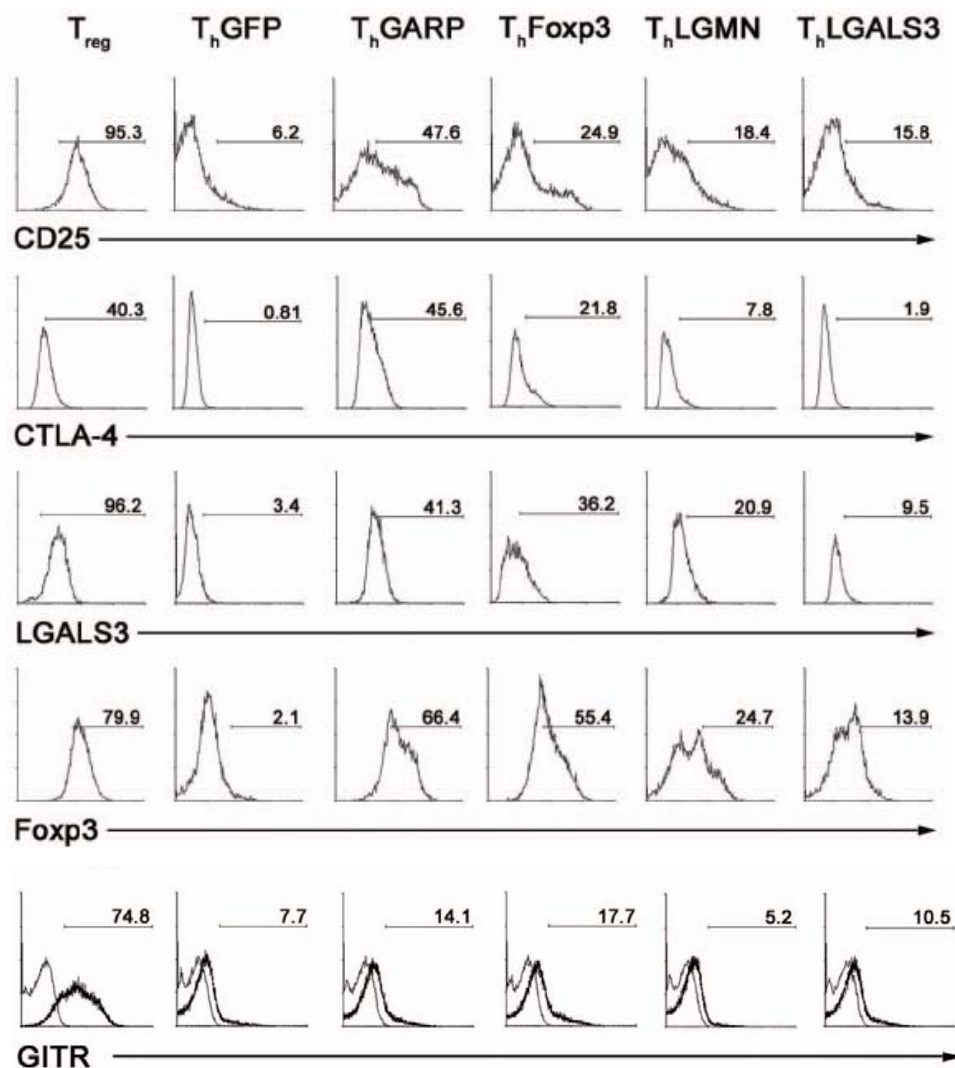 Treg ThGFP ThGARP ThFoxp3 ThLGMN ThLGALS3
95.3 6.2 47.6 24.9 18.4 15.8
CD25
40.3 0.81 45.6 21.8 7.8 1.9
CTLA-4
96.2 3.4 41.3 36.2 20.9 9.5
LGALS3
79.9 2.1 66.4 55.4 24.7 13.9
Foxp3
74.8 7.7 14.1 17.7 5.2 10.5
GITR